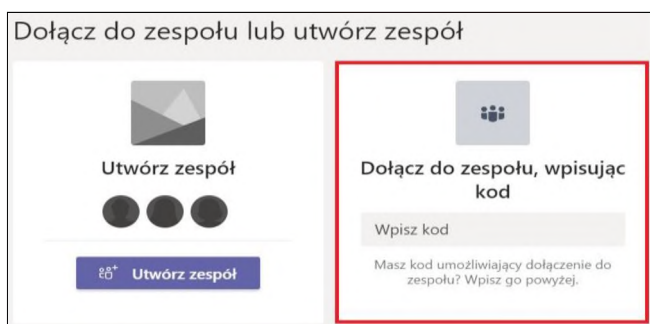 Dołącz do zespołu lub utwórz zespół
Utwórz zespół
Utwórz zespół
Dołącz do zespołu, wpisując
kod
Wpisz kod
Masz kod umożliwiający dołączenie do
zespołu? Wpisz go powyżej.